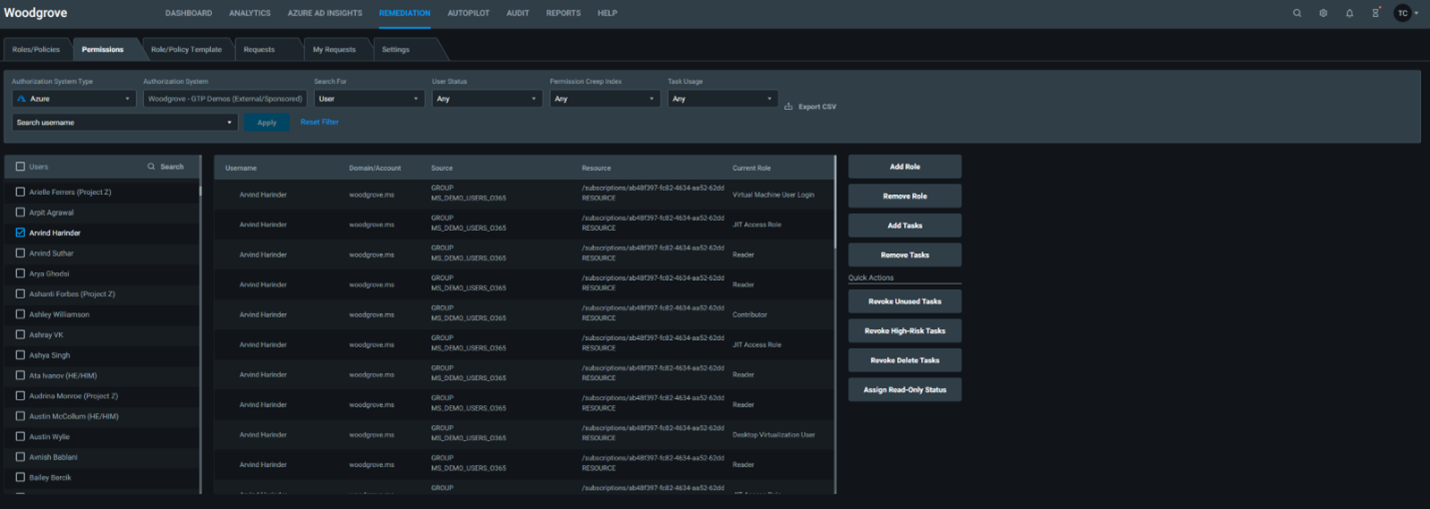 Woodgrove
DASHBOARD ANALYTICS AZURE AD INSIGHTS REMEDIATION AUTOPILOT AUDIT REPORTS HELP TC
Roles/Policies Permissions Role/Policy Template Requests My Requests Settings
Authorization System Type Authorization System Search For User Status Permission Creep Index Task Usage
Azure Woodgrove - GTP Demos (External/Sponsored) User Any Any Any Export CSV
Search username Apply Reset Filter
Users Search
Arielle Ferrers (Project Z)
Arpit Agrawal
Arvind Harinder
Arvind Suthar
Arya Ghodsi
Ashanti Forbes (Project Z)
Ashley Williamson
Ashray VK
Ashya Singh
Ata Ivanov (HE/HIM)
Audrina Monroe (Project Z)
Austin McCollum (HE/HIM)
Austin Wylie
Avnish Bablani
Bailey Bercik
Username Domain/Account Source Resource Current Role
GROUP /subscriptions/ab48f397-fc82-4634-aa52-62dd
Arvind Harinder woodgrove.ms Virtual Machine User Login
MS_DEMO_USERS_O365 RESOURCE
GROUP /subscriptions/ab48f397-fc82-4634-aa52-62dd
Arvind Harinder woodgrove.ms JIT Access Role
MS_DEMO_USERS_O365 RESOURCE
GROUP /subscriptions/ab48f397-fc82-4634-aa52-62dd
Arvind Harinder woodgrove.ms Reader
MS_DEMO_USERS_O365 RESOURCE
GROUP /subscriptions/ab48f397-fc82-4634-aa52-62dd
Arvind Harinder woodgrove.ms Reader
MS_DEMO_USERS_O365 RESOURCE
GROUP /subscriptions/ab48f397-fc82-4634-aa52-62dd
Arvind Harinder woodgrove.ms Contributor
MS_DEMO_USERS_O365 RESOURCE
GROUP /subscriptions/ab48f397-fc82-4634-aa52-62dd
Arvind Harinder woodgrove.ms JIT Access Role
MS_DEMO_USERS_O365 RESOURCE
GROUP /subscriptions/ab48f397-fc82-4634-aa52-62dd
Arvind Harinder woodgrove.ms Reader
MS_DEMO_USERS_O365 RESOURCE
GROUP /subscriptions/ab48f397-fc82-4634-aa52-62dd
Arvind Harinder woodgrove.ms Reader
MS_DEMO_USERS_O365 RESOURCE
GROUP /subscriptions/ab48f397-fc82-4634-aa52-62dd
Arvind Harinder woodgrove.ms Desktop Virtualization User
MS_DEMO_USERS_O365 RESOURCE
GROUP /subscriptions/ab48f397-fc82-4634-aa52-62dd
Arvind Harinder woodgrove.ms Reader
MS_DEMO_USERS_O365 RESOURCE
GROUP /subscriptions/ab48f397-fc82-4634-aa52-62dd
Arvind Harinder woodgrove.ms JIT Access Role
Add Role
Remove Role
Add Tasks
Remove Tasks
Quick Actions
Revoke Unused Tasks
Revoke High-Risk Tasks
Revoke Delete Tasks
Assign Read-Only Status